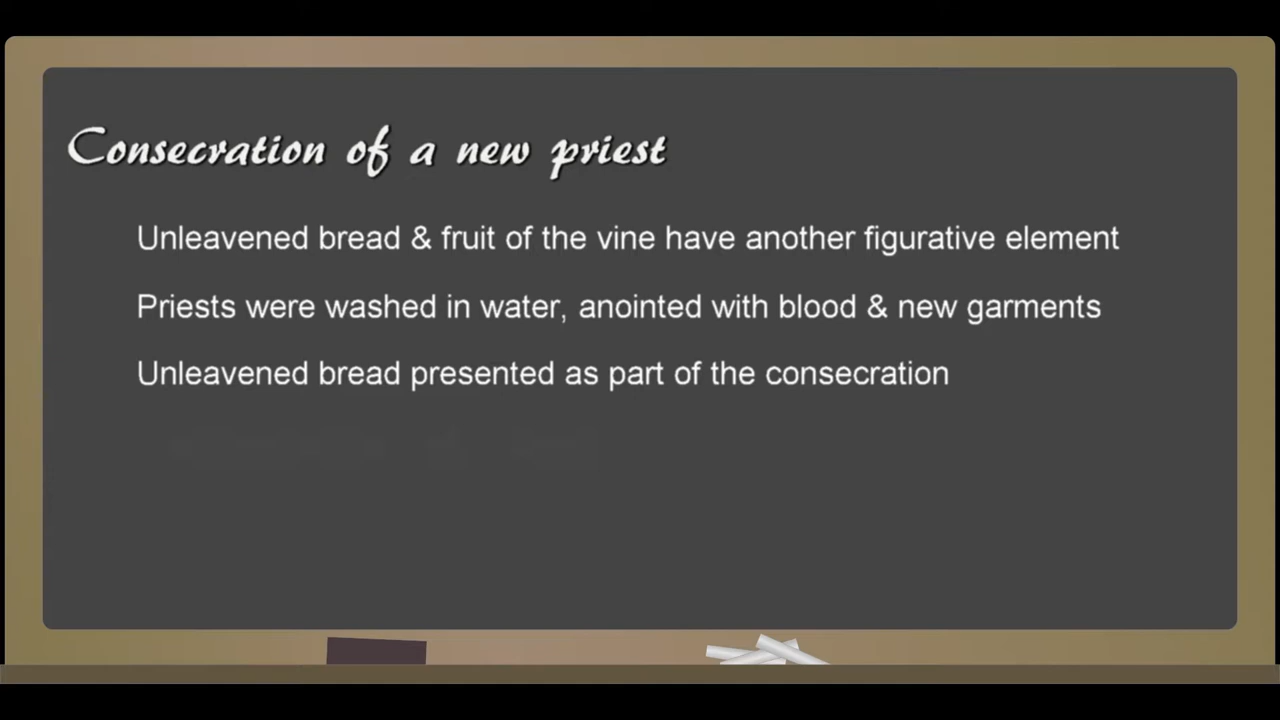 Consecration of a new priest
Unleavened bread & fruit of the vine have another figurative element
Priests were washed in water, anointed with blood & new garments
Unleavened bread presented as part of the consecration